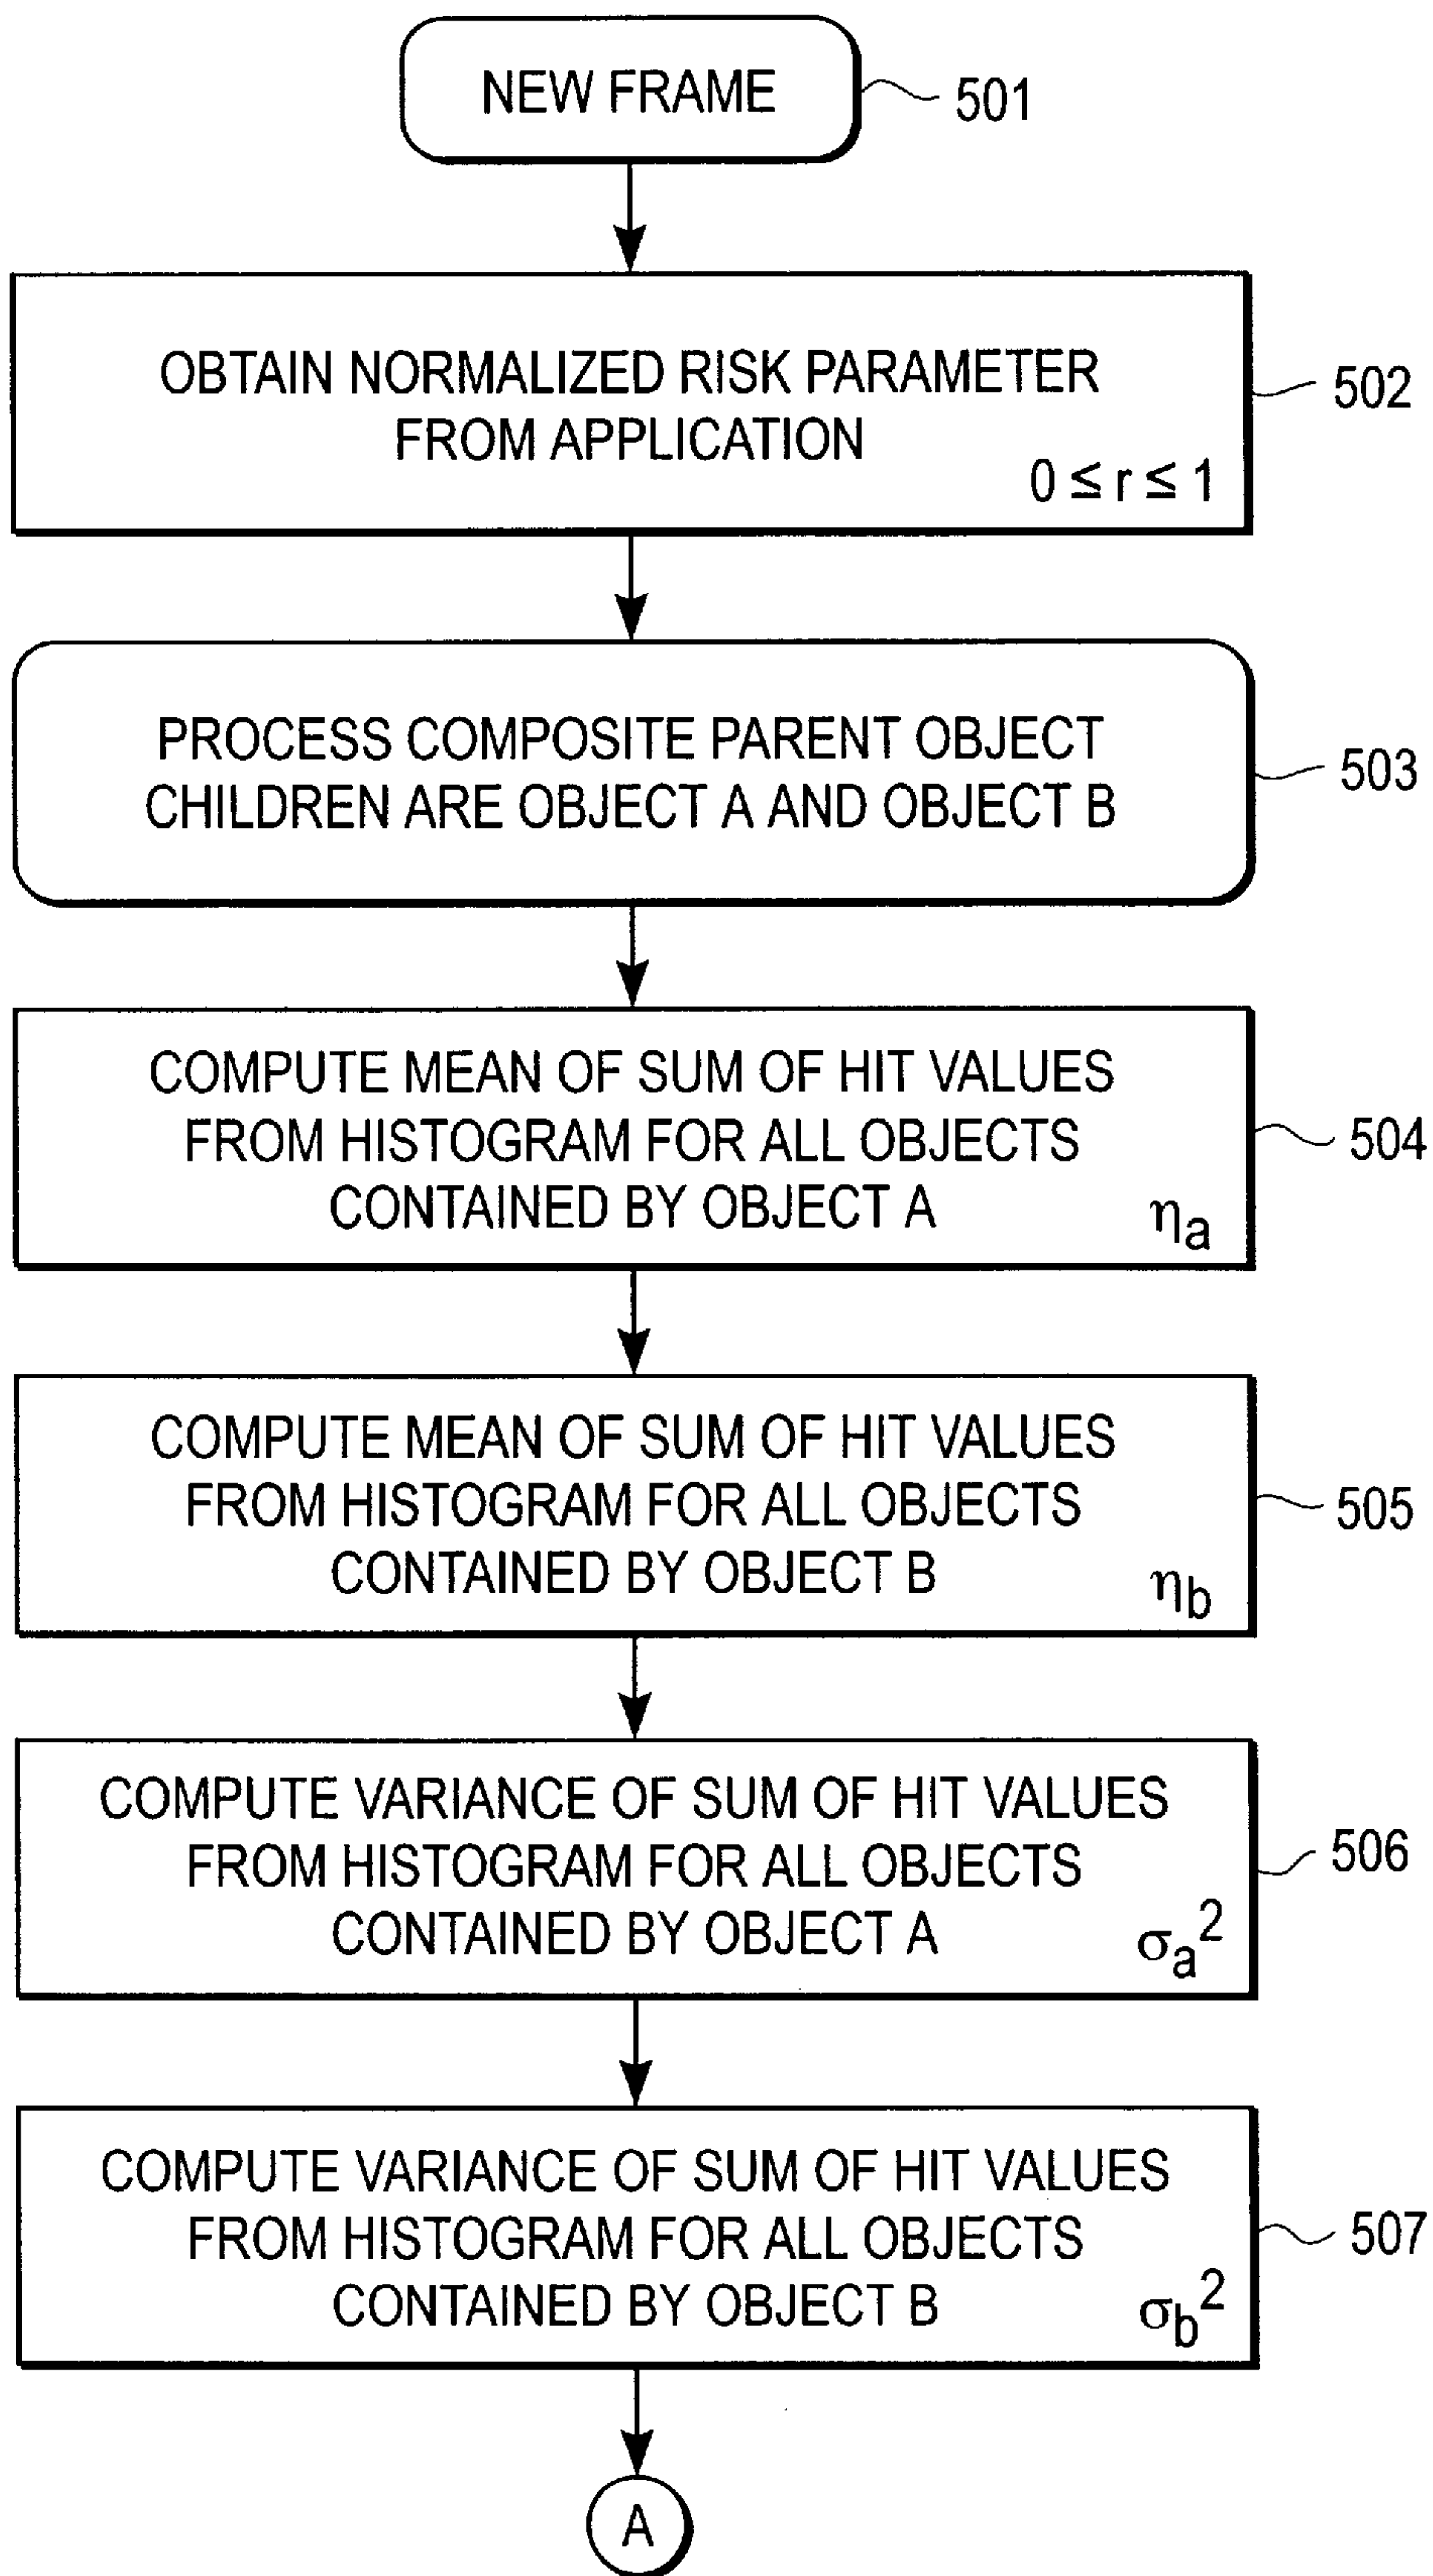 NEW FRAME
501
OBTAIN NORMALIZED RISK PARAMETER
FROM APPLICATION
0 ≤ r ≤ 1
502
PROCESS COMPOSITE PARENT OBJECT
CHILDREN ARE OBJECT A AND OBJECT B
503
COMPUTE MEAN OF SUM OF HIT VALUES
FROM HISTOGRAM FOR ALL OBJECTS
CONTAINED BY OBJECT A
ηa
504
COMPUTE MEAN OF SUM OF HIT VALUES
FROM HISTOGRAM FOR ALL OBJECTS
CONTAINED BY OBJECT B
ηb
505
COMPUTE VARIANCE OF SUM OF HIT VALUES
FROM HISTOGRAM FOR ALL OBJECTS
CONTAINED BY OBJECT A
σa²
506
COMPUTE VARIANCE OF SUM OF HIT VALUES
FROM HISTOGRAM FOR ALL OBJECTS
CONTAINED BY OBJECT B
σb²
507
A